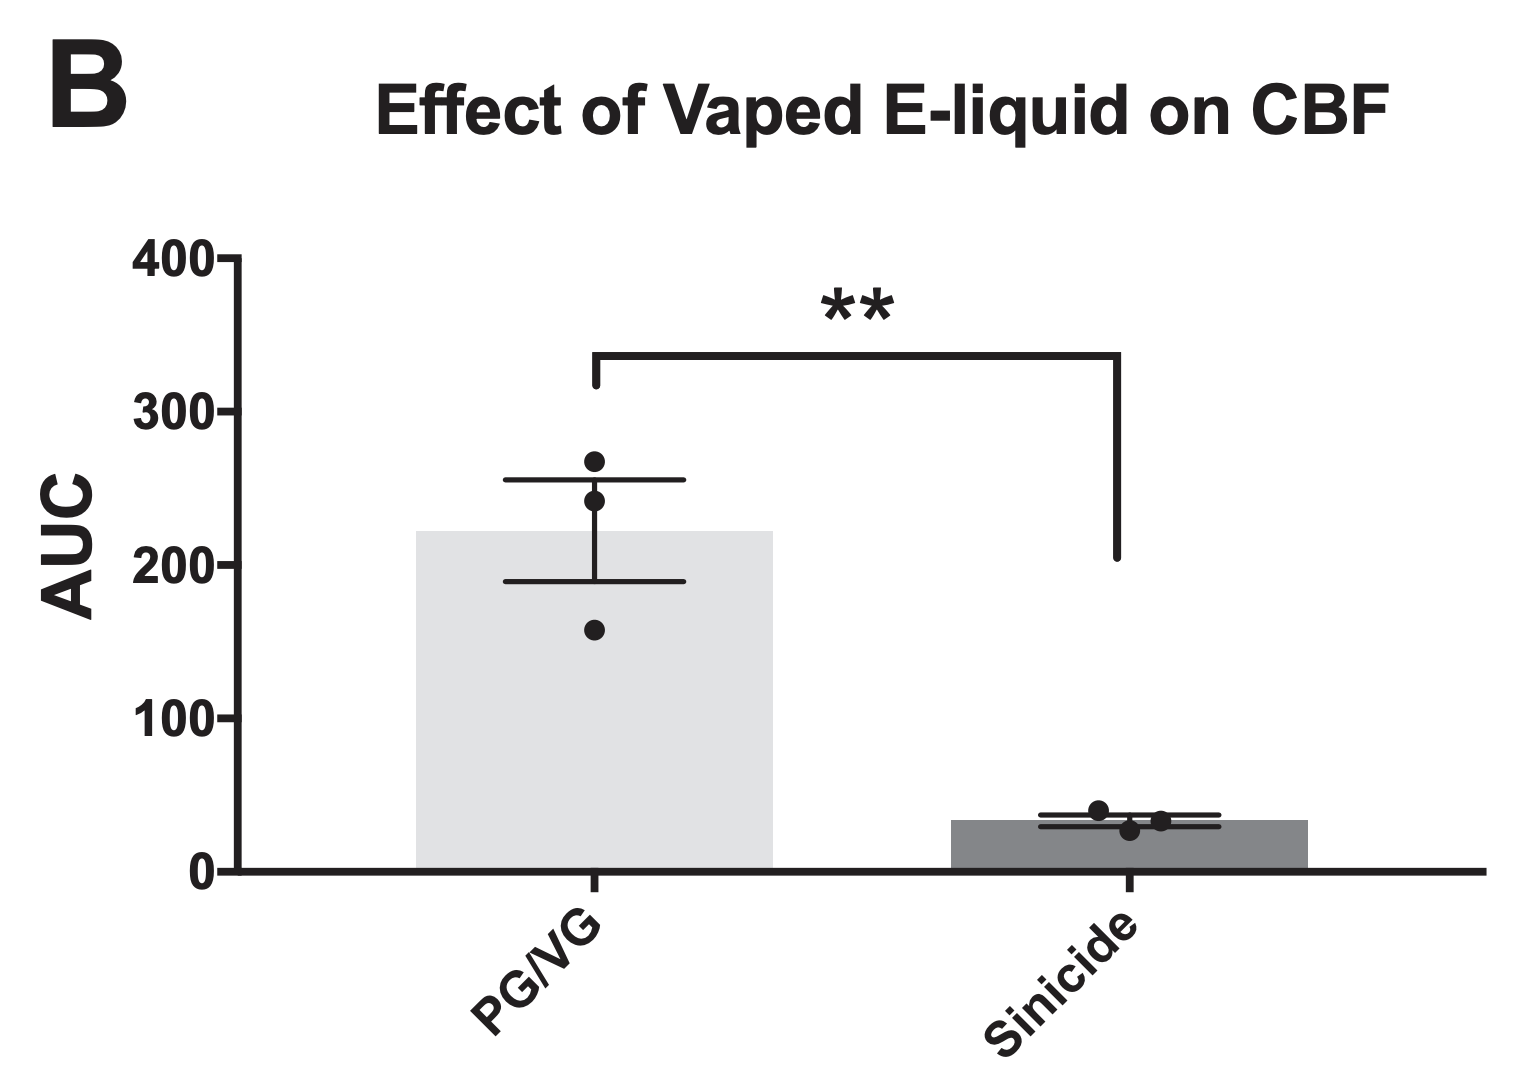 B
Effect of Vaped E-liquid on CBF
400
**
300
AUC
200
100
0
PG/VG
Sinicide